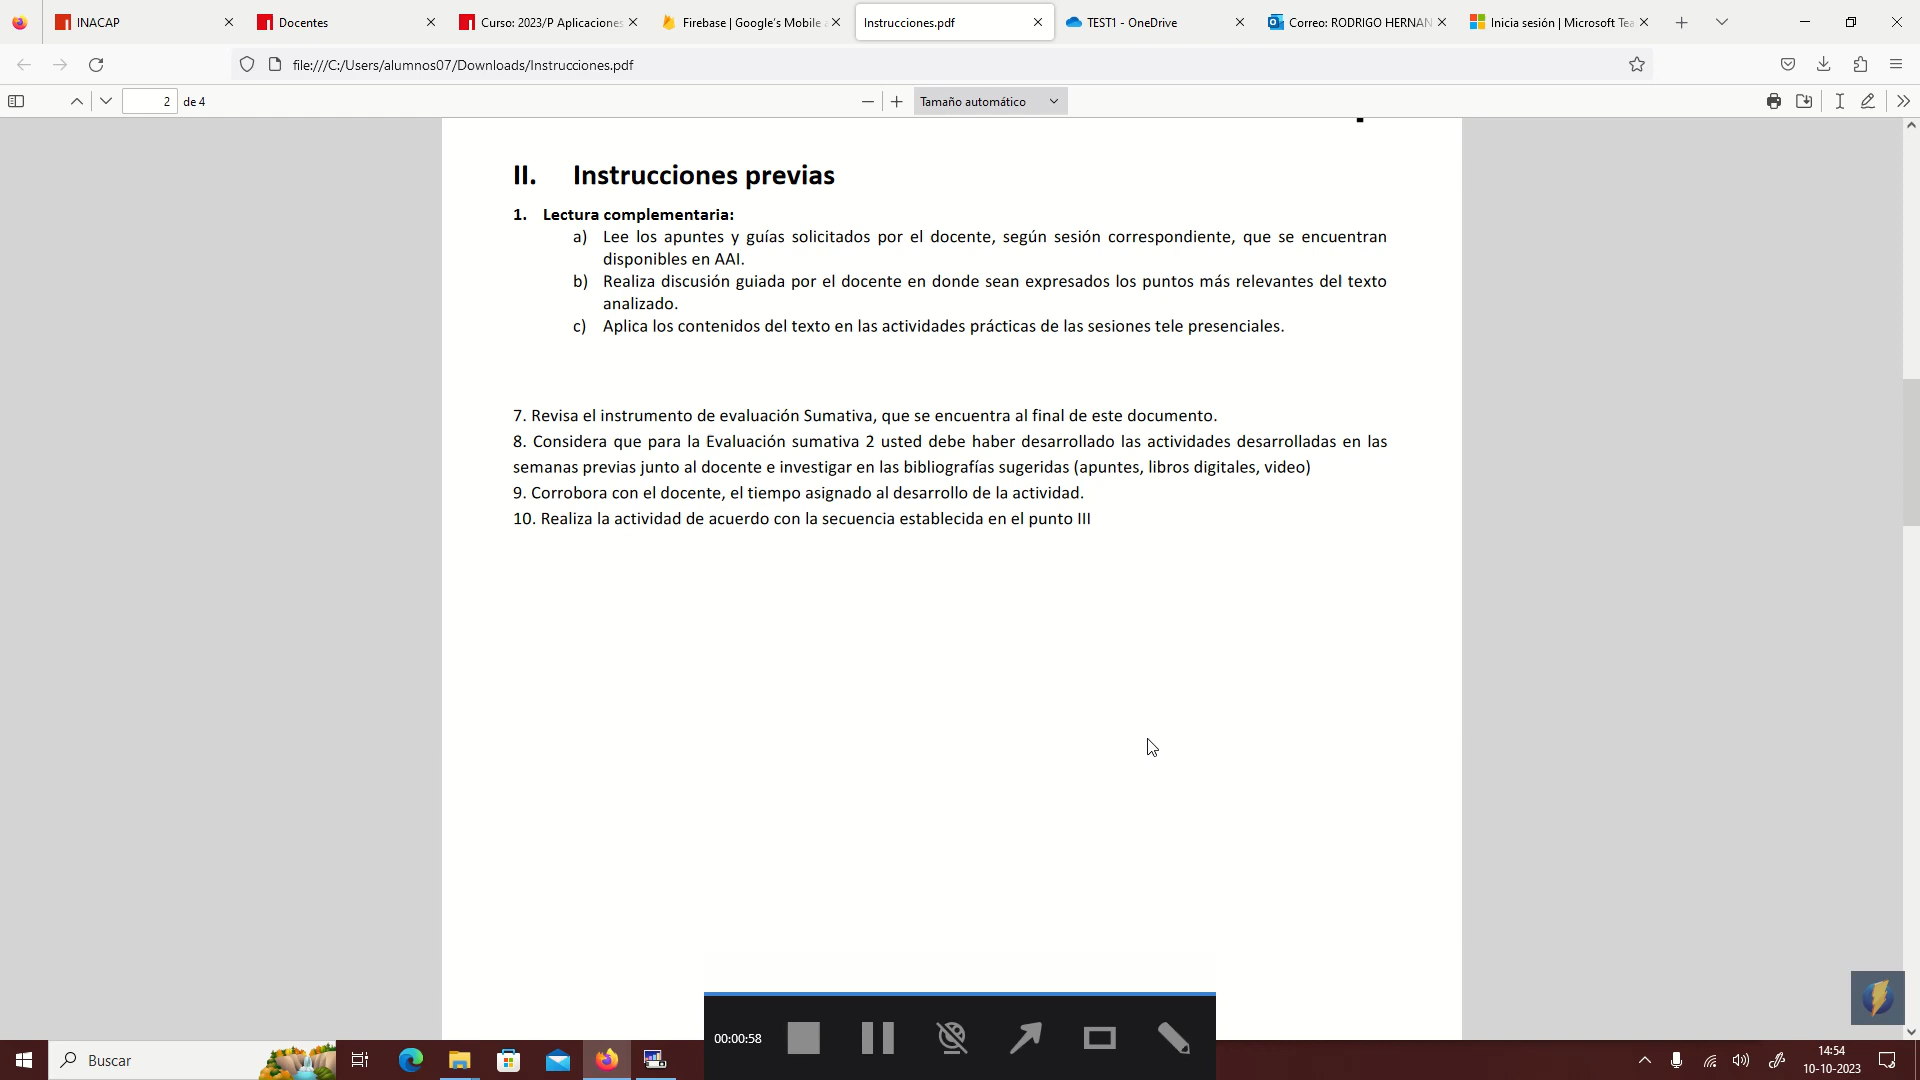 INACAP
Docentes
Curso: 2023/P Aplicaciones
Firebase | Google's Mobile
Instrucciones.pdf
TEST1 - OneDrive
Correo: RODRIGO HERNAN
Inicia sesión | Microsoft Tea
file:///C:/Users/alumnos07/Downloads/Instrucciones.pdf
2 de 4
Tamaño automático
II. Instrucciones previas
1. Lectura complementaria:
a) Lee los apuntes y guías solicitados por el docente, según sesión correspondiente, que se encuentran
disponibles en AAI.
b) Realiza discusión guiada por el docente en donde sean expresados los puntos más relevantes del texto
analizado.
c) Aplica los contenidos del texto en las actividades prácticas de las sesiones tele presenciales.
7. Revisa el instrumento de evaluación Sumativa, que se encuentra al final de este documento.
8. Considera que para la Evaluación sumativa 2 usted debe haber desarrollado las actividades desarrolladas en las
semanas previas junto al docente e investigar en las bibliografías sugeridas (apuntes, libros digitales, video)
9. Corrobora con el docente, el tiempo asignado al desarrollo de la actividad.
10. Realiza la actividad de acuerdo con la secuencia establecida en el punto III
00:00:58
Buscar
14:54
10-10-2023